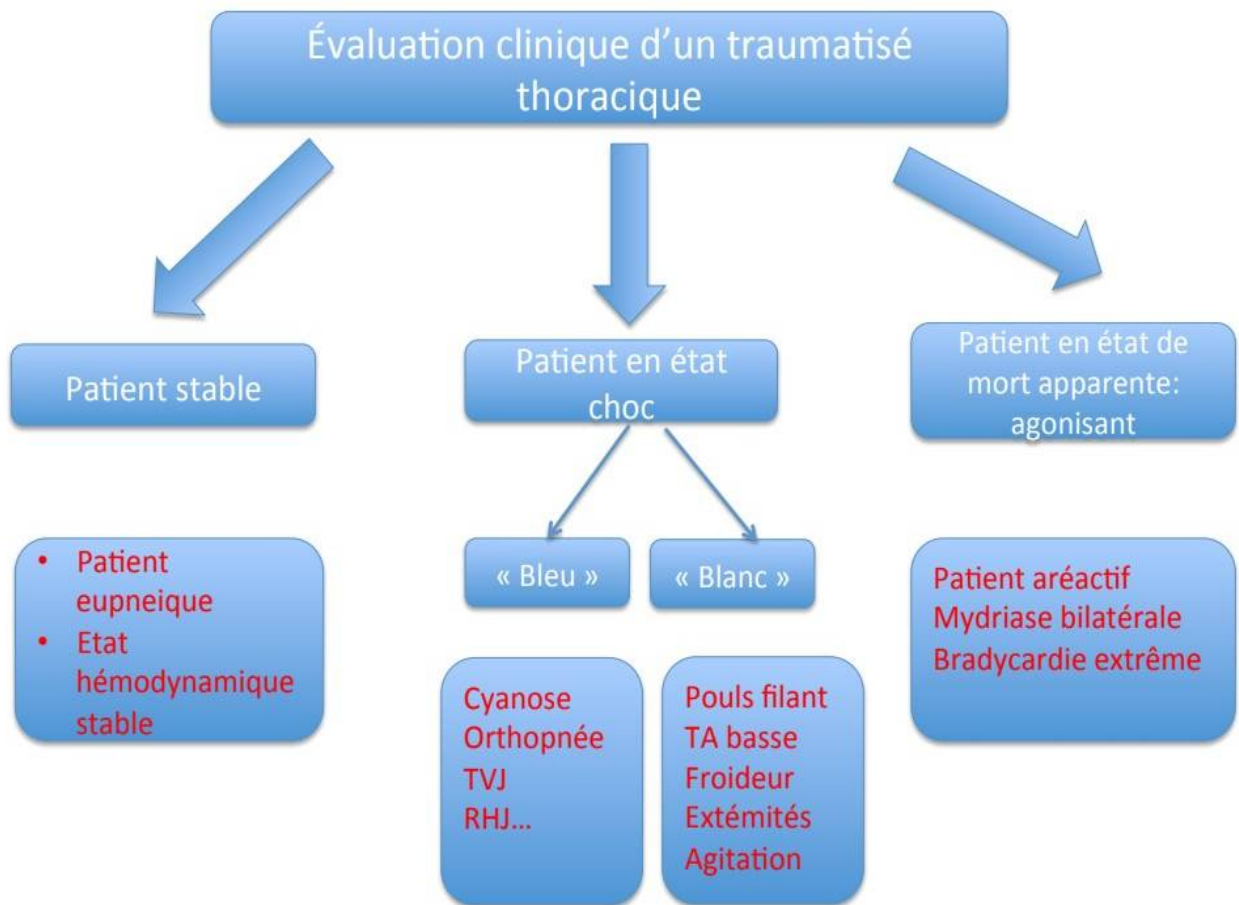 Évaluation clinique d'un traumatisé
thoracique
Patient stable
Patient en état
choc
Patient en état de
mort apparente:
agonisant
• Patient
eupneique
• Etat
hémodynamique
stable
« Bleu »
« Blanc »
Cyanose
Orthopnée
TVJ
RHJ...
Pouls filant
TA basse
Froideur
Extémités
Agitation
Patient aréactif
Mydriase bilatérale
Bradycardie extrême